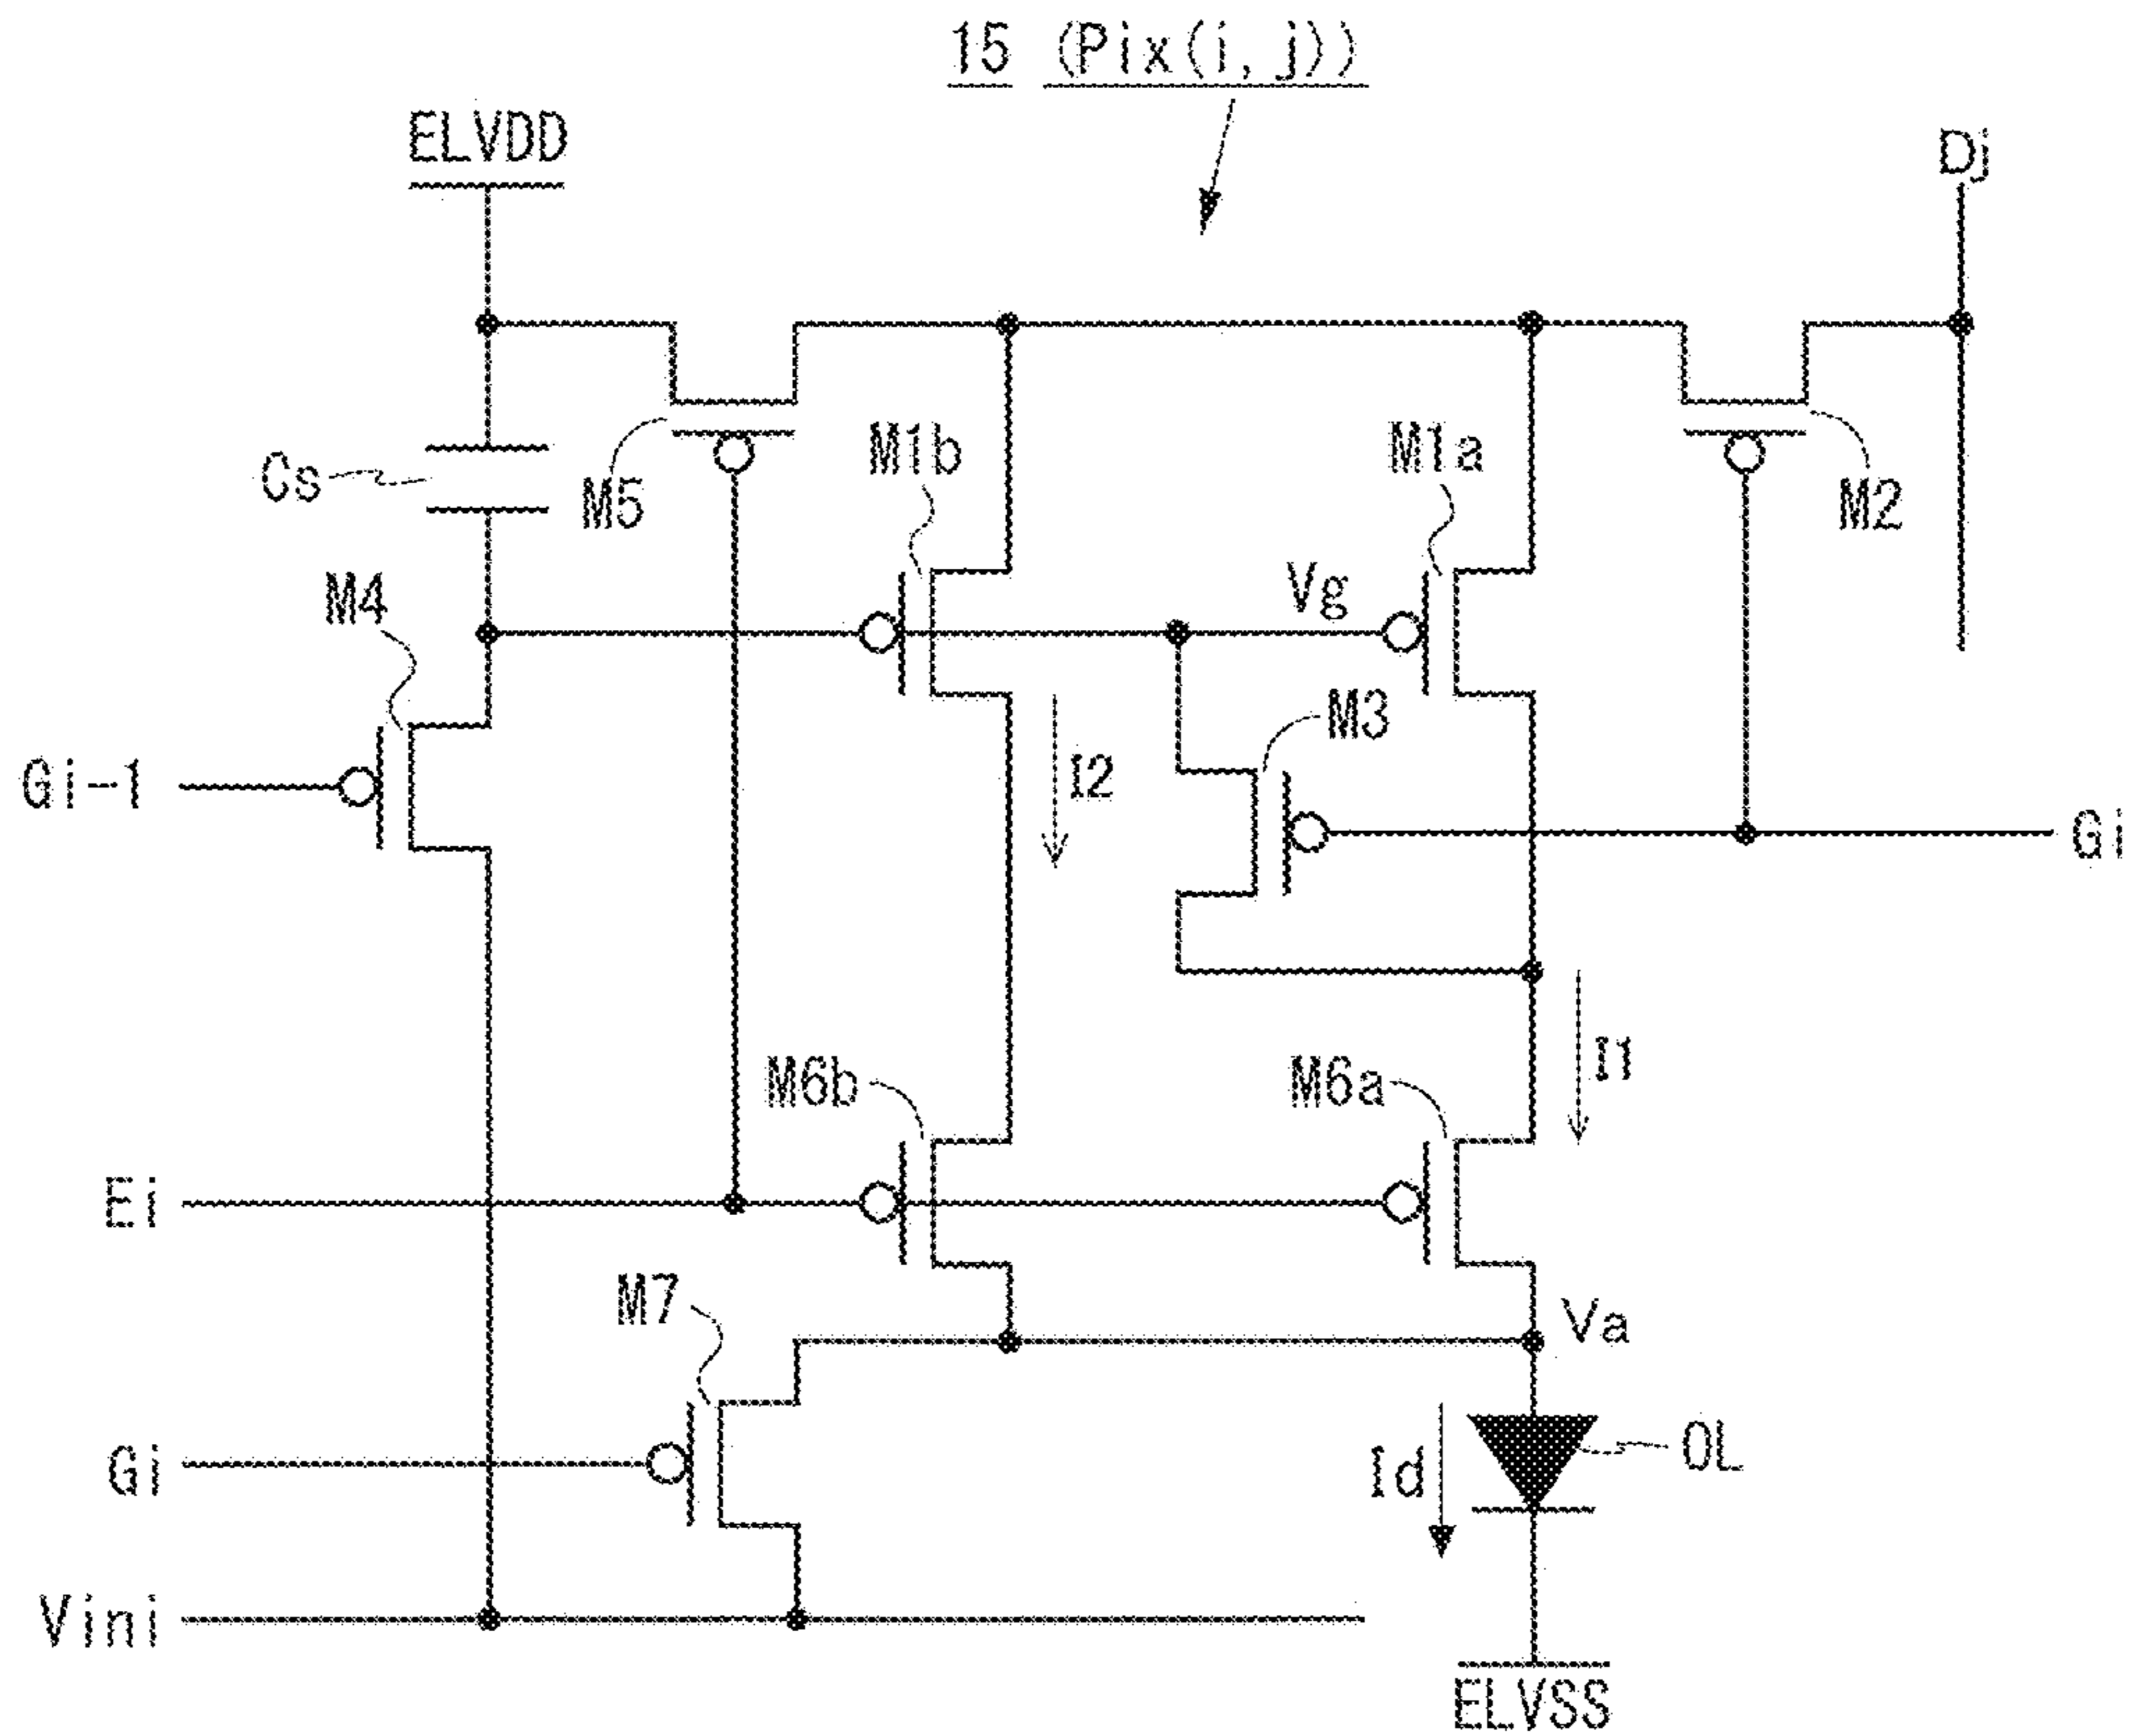 15 (Pix(i, j))
ELVDD
Dj
Cs
M5
M1b
M1a
M2
M4
Vg
M3
Gi-1
I2
Gi
M6b
M6a
I1
Ei
M7
Va
Gi
Id
OL
Vini
ELVSS